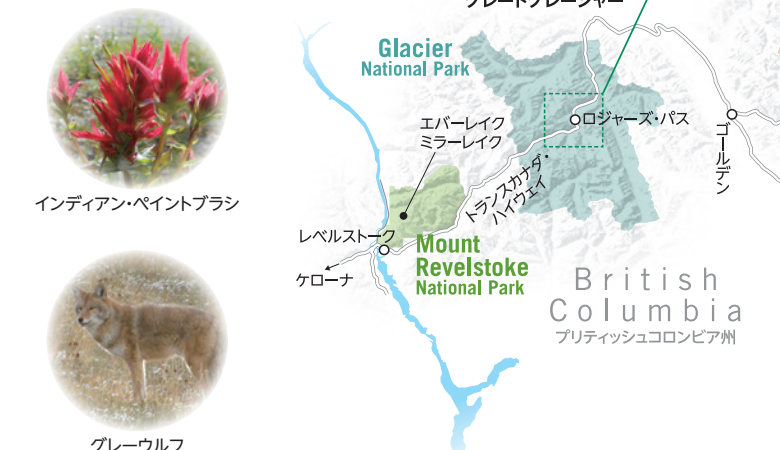 グレートグレーシャー
Glacier
National Park
エバーレイク
ミラーレイク
ロジャーズ・パス
ゴールデン
トランスカナダ・
ハイウェイ
インディアン・ペイントブラシ
レベルストーク
ケローナ
Mount
Revelstoke
National Park
British
Columbia
プリティッシュコロンビア州
グレーウルフ